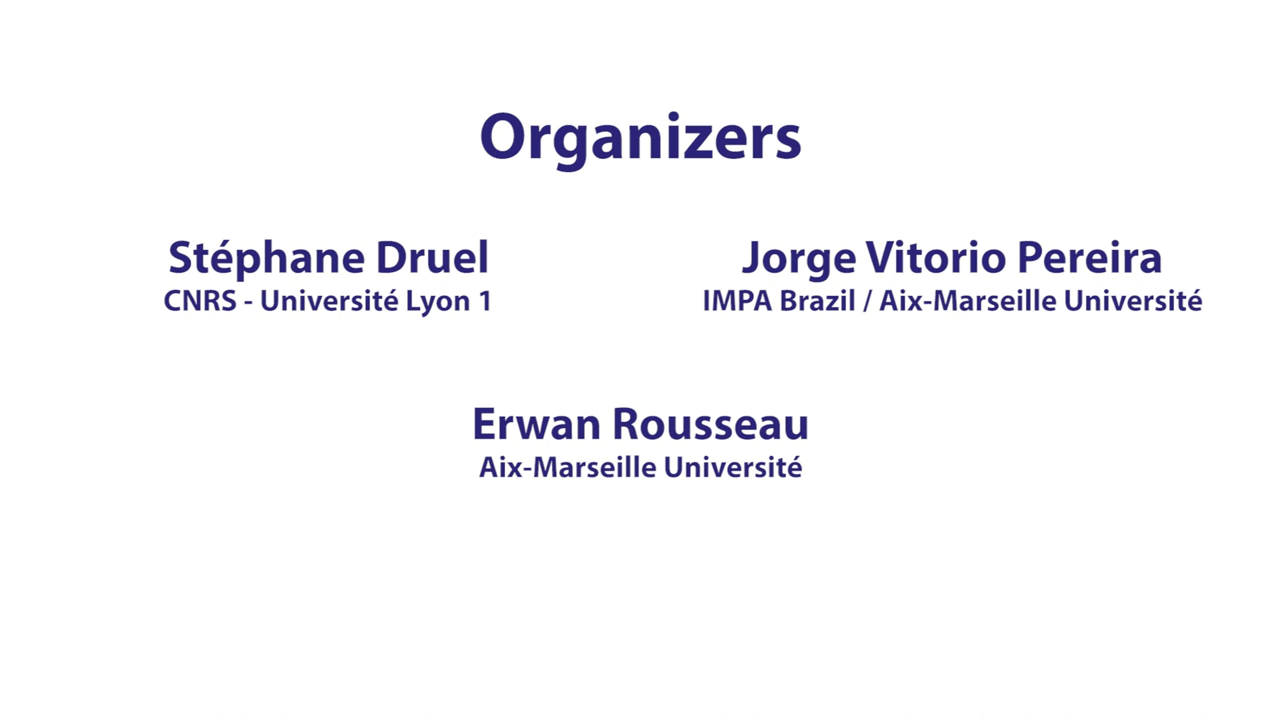 Organizers
Stéphane Druel
CNRS - Université Lyon 1
Jorge Vitorio Pereira
IMPA Brazil / Aix-Marseille Université
Erwan Rousseau
Aix-Marseille Université